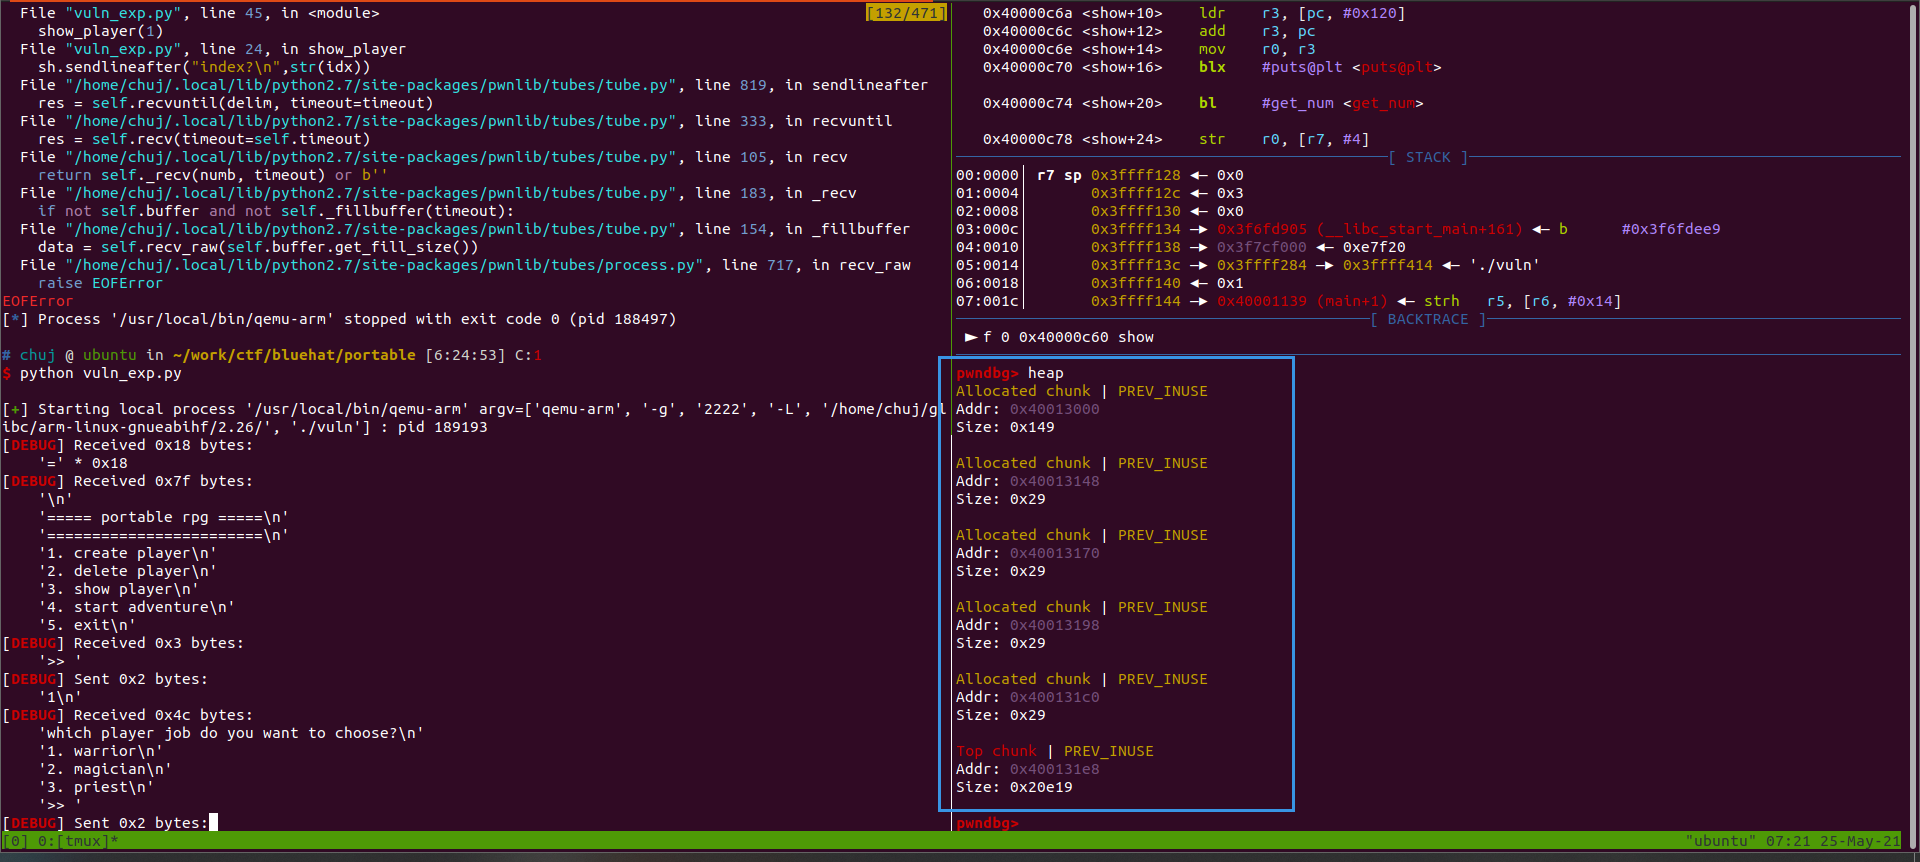 File "vuln_exp.py", line 45, in <module>
    show_player(1)
  File "vuln_exp.py", line 24, in show_player
    sh.sendlineafter("index?\n",str(idx))
  File "/home/chuj/.local/lib/python2.7/site-packages/pwnlib/tubes/tube.py", line 819, in sendlineafter
    res = self.recvuntil(delim, timeout=timeout)
  File "/home/chuj/.local/lib/python2.7/site-packages/pwnlib/tubes/tube.py", line 333, in recvuntil
    res = self.recv(timeout=self.timeout)
  File "/home/chuj/.local/lib/python2.7/site-packages/pwnlib/tubes/tube.py", line 105, in recv
    return self._recv(numb, timeout) or b''
  File "/home/chuj/.local/lib/python2.7/site-packages/pwnlib/tubes/tube.py", line 183, in _recv
    if not self.buffer and not self._fillbuffer(timeout):
  File "/home/chuj/.local/lib/python2.7/site-packages/pwnlib/tubes/tube.py", line 154, in _fillbuffer
    data = self.recv_raw(self.buffer.get_fill_size())
  File "/home/chuj/.local/lib/python2.7/site-packages/pwnlib/tubes/process.py", line 717, in recv_raw
    raise EOFError
EOFError
[*] Process '/usr/local/bin/qemu-arm' stopped with exit code 0 (pid 188497)
# chuj @ ubuntu in ~/work/ctf/bluehat/portable [6:24:53] C:1
$ python vuln_exp.py
[+] Starting local process '/usr/local/bin/qemu-arm' argv=['qemu-arm', '-g', '2222', '-L', '/home/chuj/gl
ibc/arm-linux-gnueabihf/2.26/', './vuln'] : pid 189193
[DEBUG] Received 0x18 bytes:
    '=' * 0x18
[DEBUG] Received 0x7f bytes:
    '\n'
    '===== portable rpg =====\n'
    '========================\n'
    '1. create player\n'
    '2. delete player\n'
    '3. show player\n'
    '4. start adventure\n'
    '5. exit\n'
[DEBUG] Received 0x3 bytes:
    '>> '
[DEBUG] Sent 0x2 bytes:
    '1\n'
[DEBUG] Received 0x4c bytes:
    'which player job do you want to choose?\n'
    '1. warrior\n'
    '2. magician\n'
    '3. priest\n'
    '>> '
[DEBUG] Sent 0x2 bytes:
[132/471]
0x40000c6a <show+10>    ldr    r3, [pc, #0x120]
0x40000c6c <show+12>    add    r3, pc
0x40000c6e <show+14>    mov    r0, r3
0x40000c70 <show+16>    blx    #puts@plt <puts@plt>
0x40000c74 <show+20>    bl     #get_num <get_num>
0x40000c78 <show+24>    str    r0, [r7, #4]
[ STACK ]
00:0000│ r7 sp 0x3ffff128 ◂— 0x0
01:0004│       0x3ffff12c ◂— 0x3
02:0008│       0x3ffff130 ◂— 0x0
03:000c│       0x3ffff134 —▸ 0x3f6fd905 (__libc_start_main+161) ◂— b      #0x3f6fdee9
04:0010│       0x3ffff138 —▸ 0x3f7cf000 ◂— 0xe7f20
05:0014│       0x3ffff13c —▸ 0x3ffff284 —▸ 0x3ffff414 ◂— './vuln'
06:0018│       0x3ffff140 ◂— 0x1
07:001c│       0x3ffff144 —▸ 0x40001139 (main+1) ◂— strh   r5, [r6, #0x14]
[ BACKTRACE ]
► f 0 0x40000c60 show
pwndbg> heap
Allocated chunk | PREV_INUSE
Addr: 0x40013000
Size: 0x149
Allocated chunk | PREV_INUSE
Addr: 0x40013148
Size: 0x29
Allocated chunk | PREV_INUSE
Addr: 0x40013170
Size: 0x29
Allocated chunk | PREV_INUSE
Addr: 0x40013198
Size: 0x29
Allocated chunk | PREV_INUSE
Addr: 0x400131c0
Size: 0x29
Top chunk | PREV_INUSE
Addr: 0x400131e8
Size: 0x20e19
pwndbg>
[0] 0:[tmux]*
"ubuntu" 07:21 25-May-21